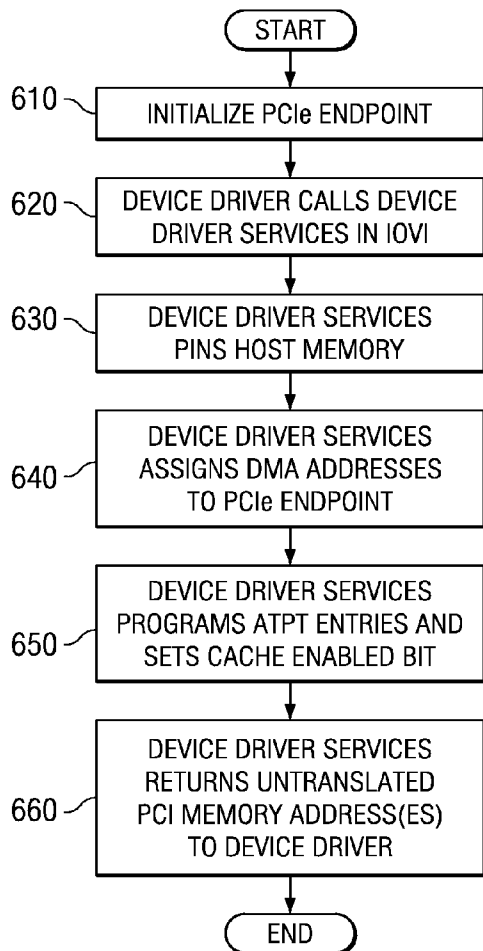 START
610
INITIALIZE PCIe ENDPOINT
620
DEVICE DRIVER CALLS DEVICE
DRIVER SERVICES IN IOVI
630
DEVICE DRIVER SERVICES
PINS HOST MEMORY
640
DEVICE DRIVER SERVICES
ASSIGNS DMA ADDRESSES
TO PCIe ENDPOINT
650
DEVICE DRIVER SERVICES
PROGRAMS ATPT ENTRIES AND
SETS CACHE ENABLED BIT
660
DEVICE DRIVER SERVICES
RETURNS UNTRANSLATED
PCI MEMORY ADDRESS(ES)
TO DEVICE DRIVER
END